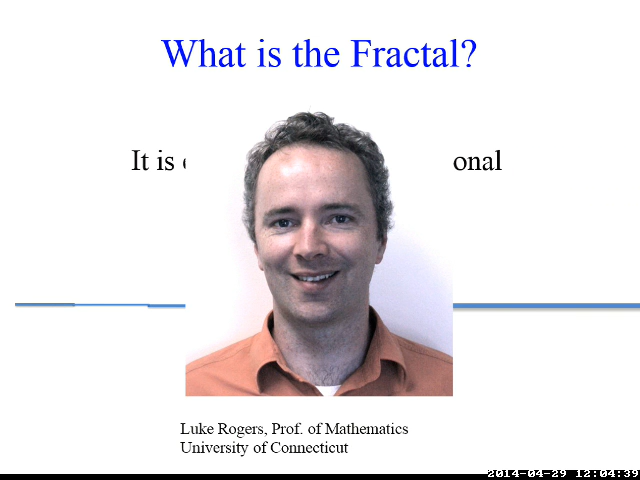 What is the Fractal?
It is
onal
Luke Rogers, Prof. of Mathematics
University of Connecticut
2014-04-29 12:04:39